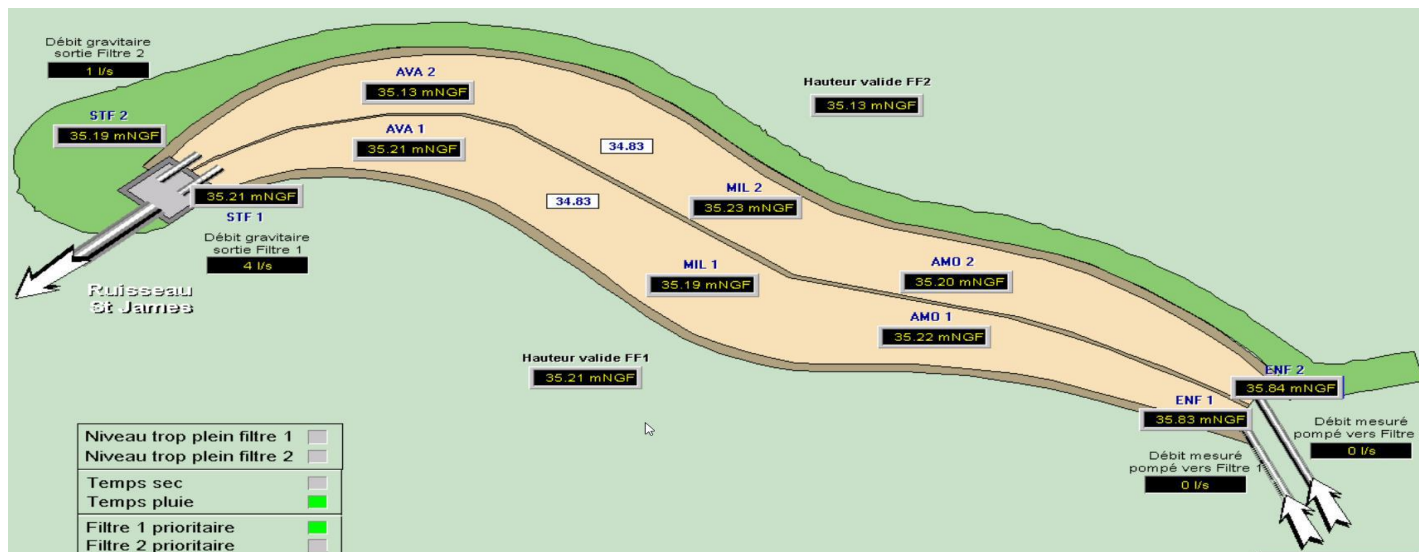 Débit gravitaire
sortie Filtre 2
1 l/s
AVA 2
35.13 mNGF
Hauteur valide FF2
35.13 mNGF
STF 2
35.19 mNGF
AVA 1
35.21 mNGF
34.83
MIL 2
35.23 mNGF
35.21 mNGF
STF 1
34.83
Débit gravitaire
sortie Filtre 1
4 l/s
Ruisseau
St James
MIL 1
35.19 mNGF
AMO 2
35.20 mNGF
AMO 1
35.22 mNGF
Hauteur valide FF1
35.21 mNGF
ENF 2
35.84 mNGF
ENF 1
35.83 mNGF
Débit mesuré
pompé vers Filtre
0 l/s
Débit mesuré
pompé vers Filtre 1
0 l/s
Niveau trop plein filtre 1
Niveau trop plein filtre 2
Temps sec
Temps pluie
Filtre 1 prioritaire
Filtre 2 prioritaire